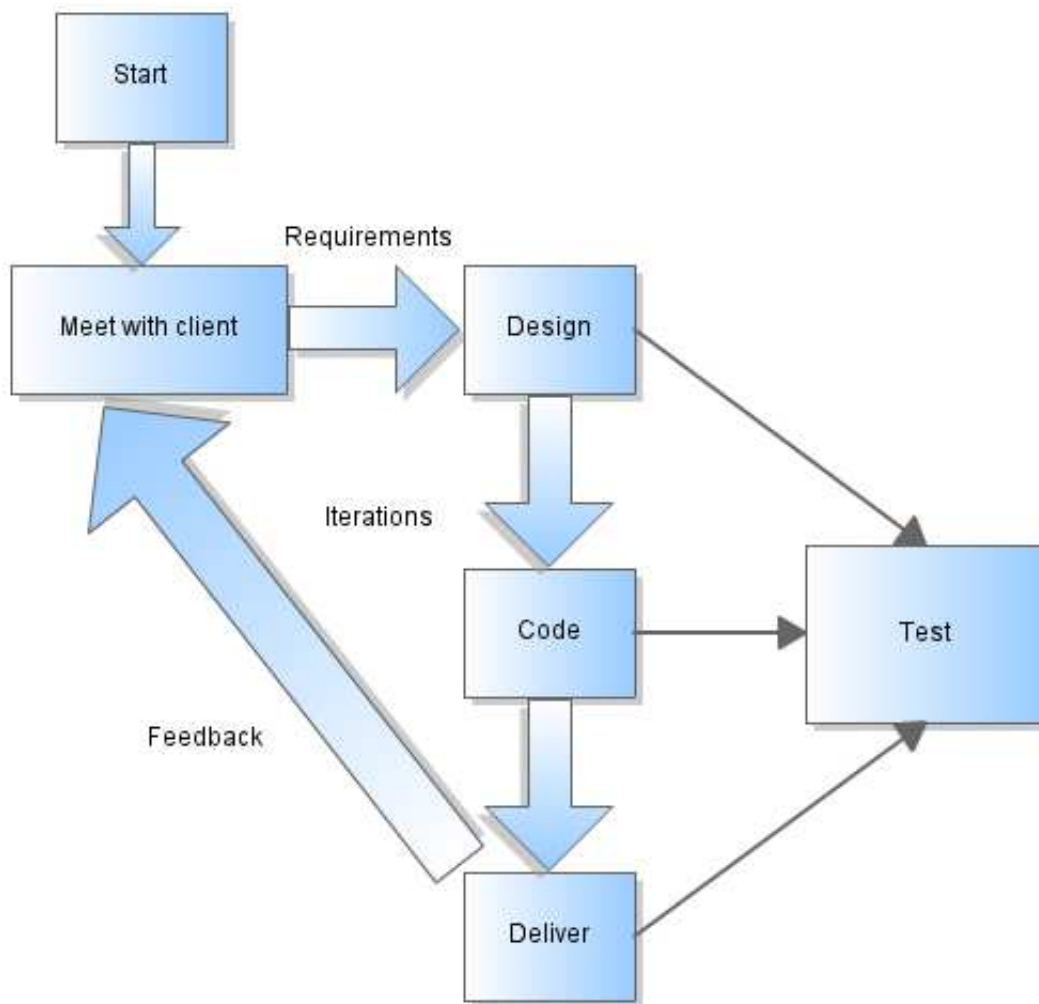 Start
Requirements
Meet with client
Design
Iterations
Code
Test
Feedback
Deliver